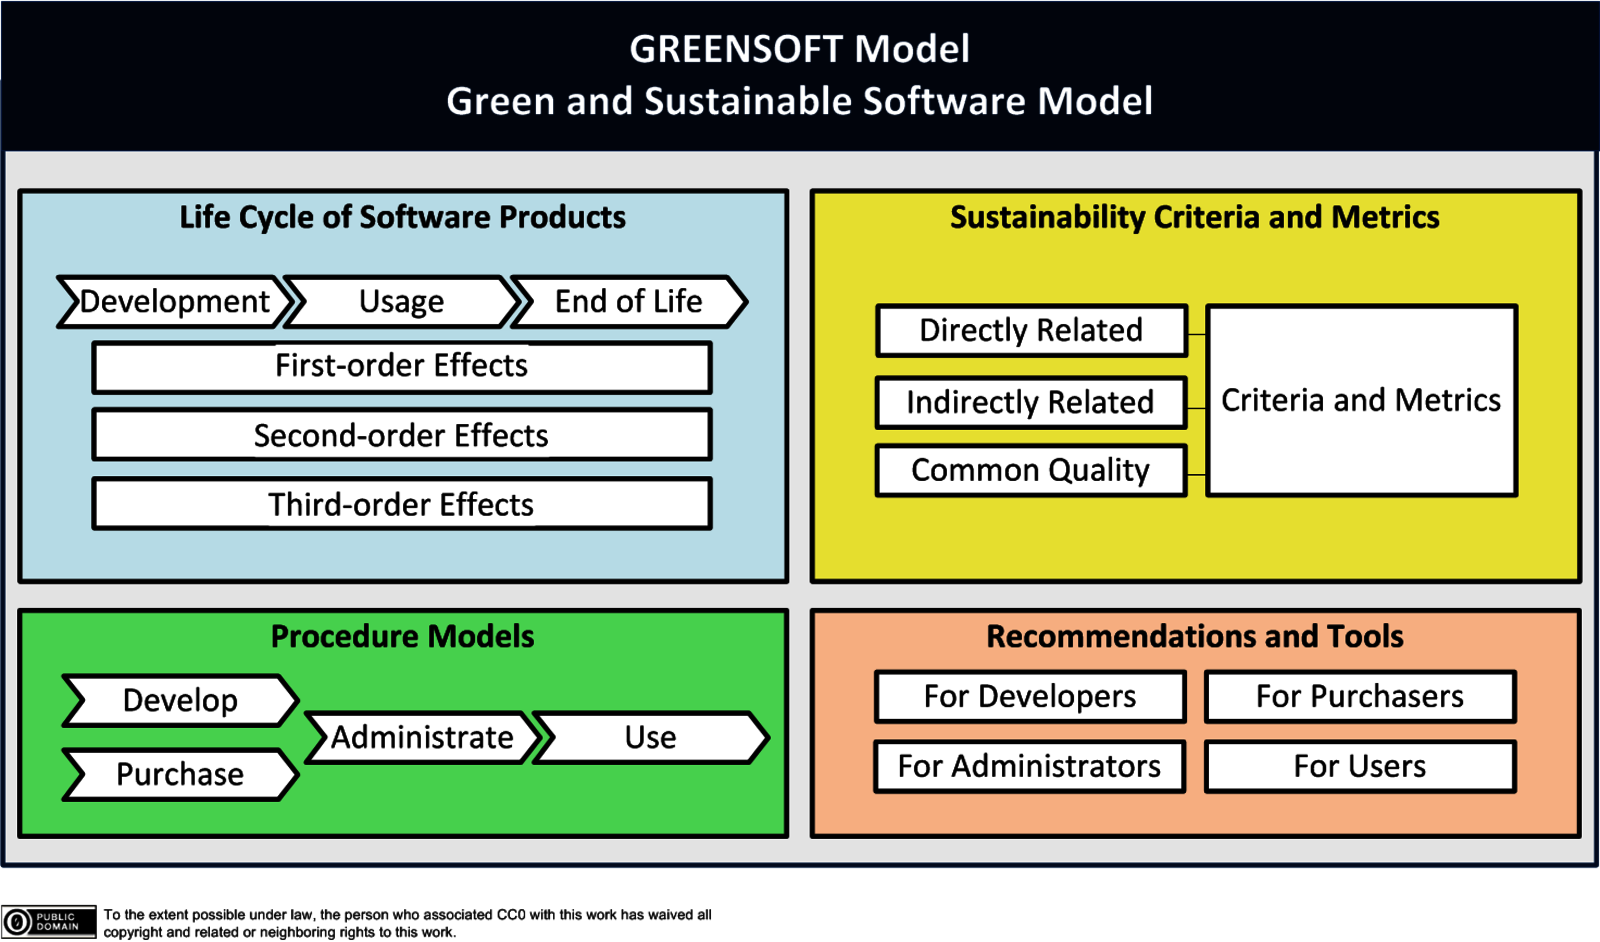 GREENSOFT Model
Green and Sustainable Software Model
Life Cycle of Software Products
Development
Usage
End of Life
First-order Effects
Second-order Effects
Third-order Effects
Sustainability Criteria and Metrics
Directly Related
Indirectly Related
Common Quality
Criteria and Metrics
Procedure Models
Develop
Purchase
Administrate
Use
Recommendations and Tools
For Developers
For Purchasers
For Administrators
For Users
PUBLIC
DOMAIN
To the extent possible under law, the person who associated CC0 with this work has waived all
copyright and related or neighboring rights to this work.